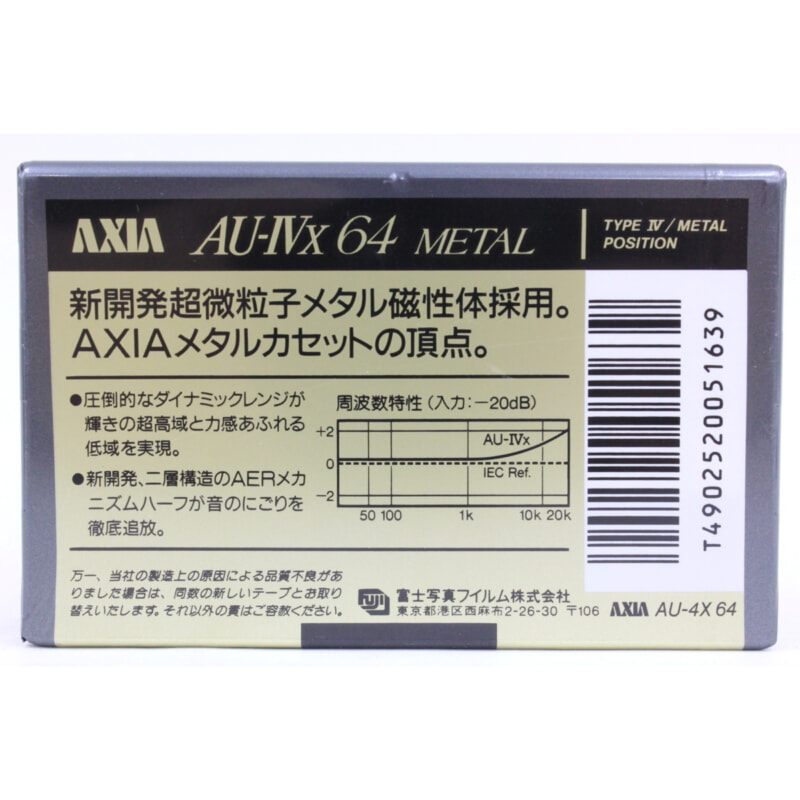 AXIA AU-IVX 64 METAL
TYPE IV / METAL
POSITION
新開発超微粒子メタル磁性体採用。
AXIAメタルカセットの頂点。
●圧倒的なダイナミックレンジが
輝きの超高域と力感あふれる
低域を実現。
●新開発、二層構造のAERメカ
ニズムハーフが音のにごりを
徹底追放。
周波数特性(入力:−20dB)
+2
0
−2
AU-IVx
IEC Ref.
50 100 1k 10k 20k
T4902520051639
万一、当社の製造上の原因による品質不良があ
りました場合は、同数の新しいテープとお取り
替えいたします。それ以外の責はご容赦ください。
FUJI 富士写真フイルム株式会社
東京都港区西麻布2-26-30 〒106
AXIA AU-4X 64